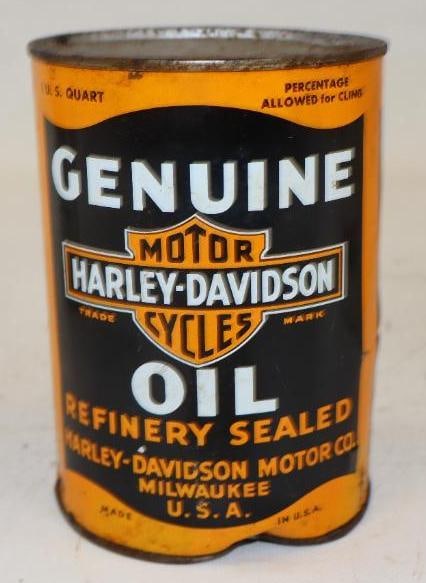 1 U.S. QUART
PERCENTAGE
ALLOWED for CLING
GENUINE
MOTOR
HARLEY-DAVIDSON
TRADE MARK
CYCLES
OIL
REFINERY SEALED
HARLEY-DAVIDSON MOTOR CO.
MILWAUKEE
U.S.A.
MADE IN U.S.A.